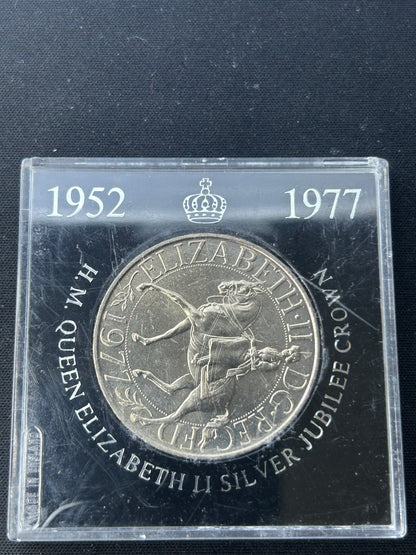 1952 1977
H.M. QUEEN ELIZABETH II SILVER JUBILEE CROWN
ELIZABETH·II D·G·REG F·D 1977